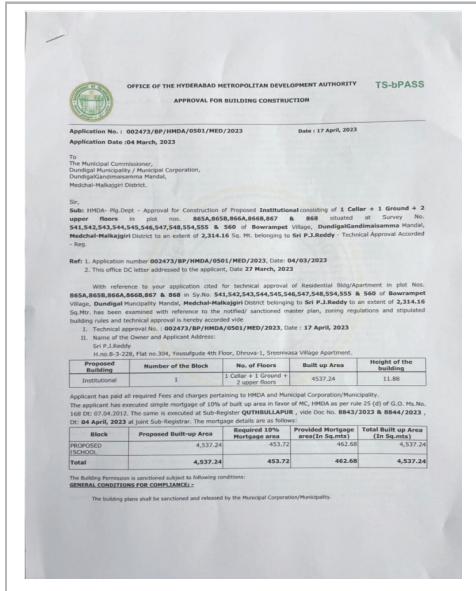 OFFICE OF THE HYDERABAD METROPOLITAN DEVELOPMENT AUTHORITY
TS-bPASS
APPROVAL FOR BUILDING CONSTRUCTION
Application No. : 002473/BP/HMDA/0501/MED/2023 Date : 17 April, 2023
Application Date :04 March, 2023
To
The Municipal Commissioner,
Dundigal Municipality / Municipal Corporation,
DundigalGandimaisamma Mandal,
Medchal-Malkajgiri District.
Sir,
Sub: HMDA- Plg.Dept - Approval for Construction of Proposed Institutional consisting of 1 Cellar + 1 Ground + 2
upper floors in plot nos. 865A,865B,866A,866B,867 & 868 situated at Survey No.
541,542,543,544,545,546,547,548,554,555 & 560 of Bowrampet Village, DundigalGandimaisamma Mandal,
Medchal-Malkajgiri District to an extent of 2,314.16 Sq. Mt. belonging to Sri P.J.Reddy - Technical Approval Accorded
- Reg.
Ref: 1. Application number 002473/BP/HMDA/0501/MED/2023, Date: 04/03/2023
2. This office DC letter addressed to the applicant, Date 27 March, 2023
With reference to your application cited for technical approval of Residential Bldg/Apartment in plot Nos.
865A,865B,866A,866B,867 & 868 in Sy.No. 541,542,543,544,545,546,547,548,554,555 & 560 of Bowrampet
Village, Dundigal Municipality Mandal, Medchal-Malkajgiri District belonging to Sri P.J.Reddy to an extent of 2,314.16
Sq.Mtr. has been examined with reference to the notified/ sanctioned master plan, zoning regulations and stipulated
building rules and technical approval is hereby accorded vide
I. Technical approval No. : 002473/BP/HMDA/0501/MED/2023, Date : 17 April, 2023
II. Name of the Owner and Applicant Address:
Sri P.J.Reddy
H.no.8-3-228, Flat no.304, Yousufgude 4th Floor, Dhruva-1, Sreenivasa Village Apartment.
Proposed Building Number of the Block No. of Floors Built up Area Height of the building
Institutional 1 1 Cellar + 1 Ground + 2 upper floors 4537.24 11.88
Applicant has paid all required Fees and charges pertaining to HMDA and Municipal Corporation/Muncipality.
The applicant has executed simple mortgage of 10% of built up area in favor of MC, HMDA as per rule 25 (d) of G.O. Ms.No.
168 Dt: 07.04.2012. The same is executed at Sub-Register QUTHBULLAPUR , vide Doc No. 8843/2023 & 8844/2023 ,
Dt: 04 April, 2023 at joint Sub-Registrar. The mortgage details are as follows:
Block Proposed Built-up Area Required 10% Mortgage area Provided Mortgage area(In Sq.mts) Total Built up Area (In Sq.mts)
PROPOSED (SCHOOL 4,537.24 453.72 462.68 4,537.24
Total 4,537.24 453.72 462.68 4,537.24
The Building Permission is sanctioned subject to following conditions:
GENERAL CONDITIONS FOR COMPLIANCE: -
The building plans shall be sanctioned and released by the Municipal Corporation/Municipality.